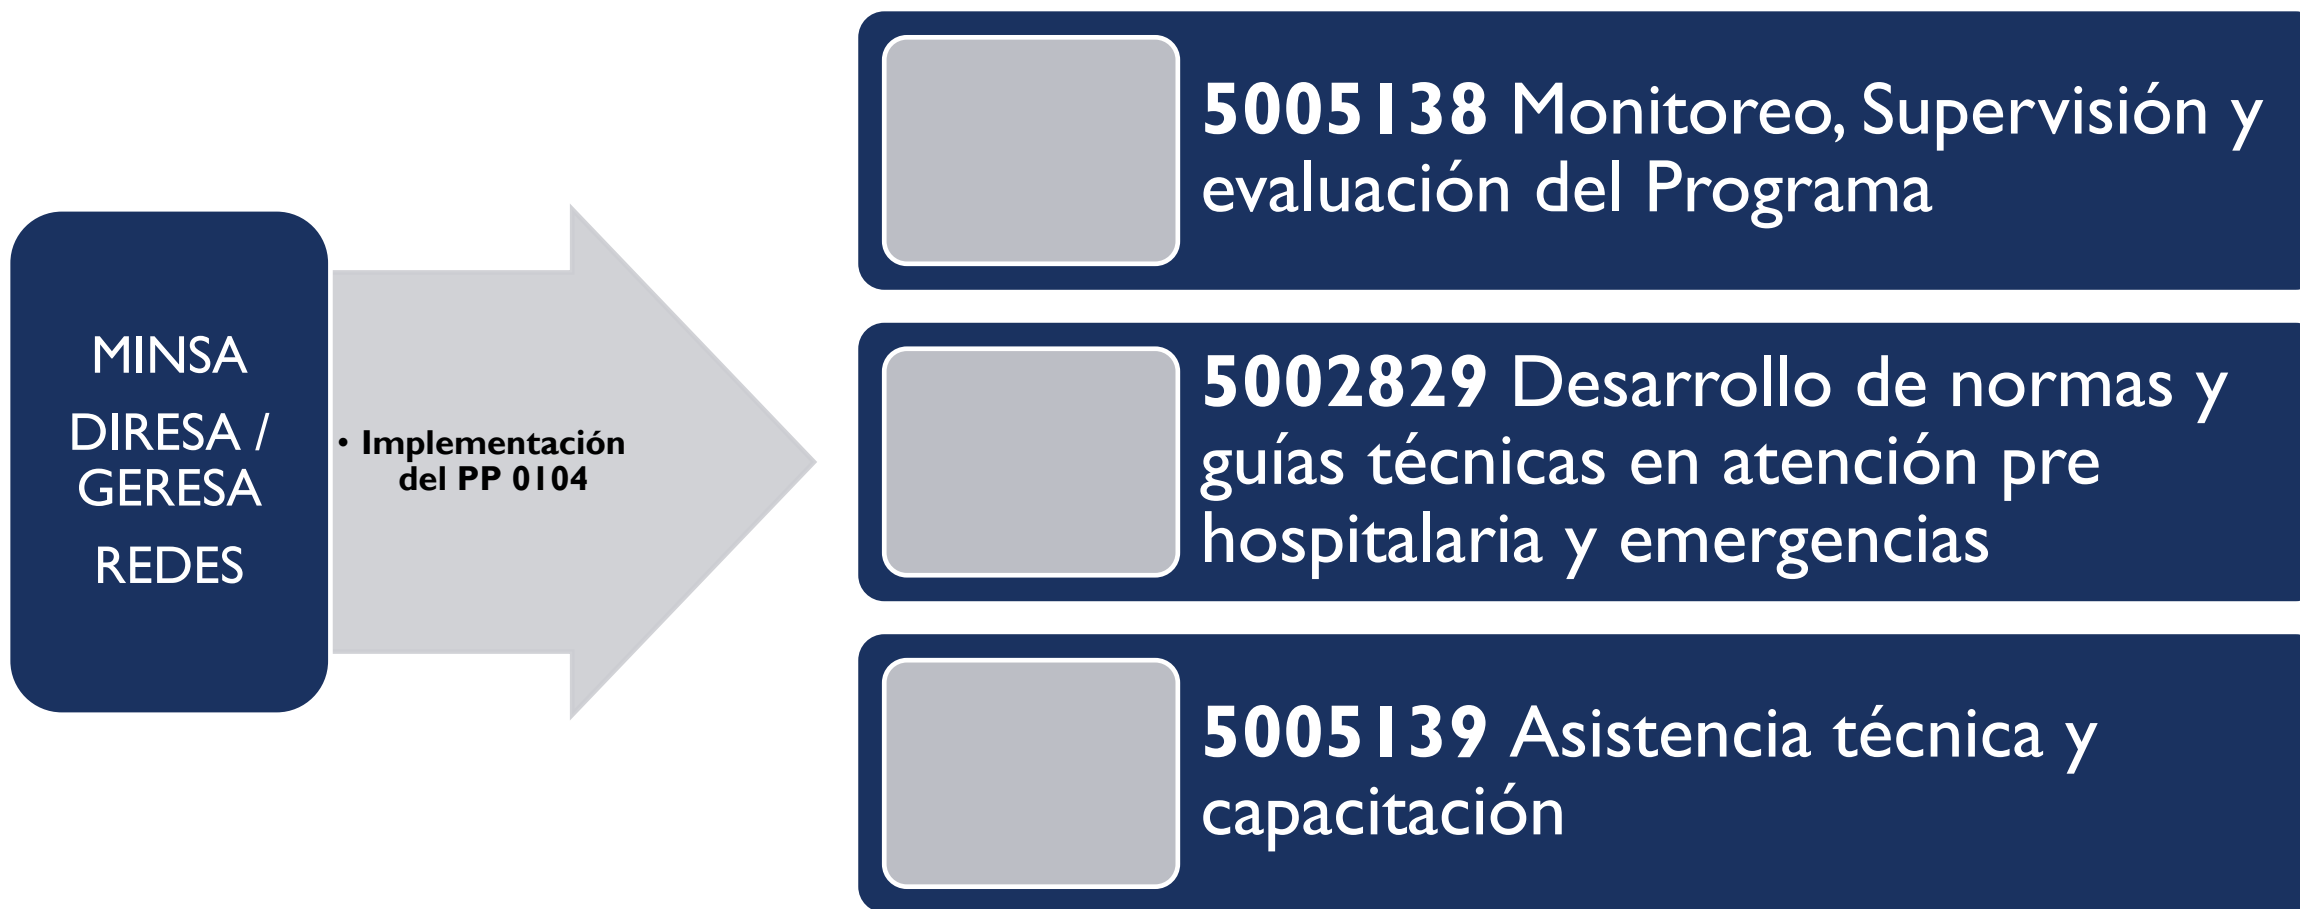 MINSA
DIRESA /
GERESA
REDES
• Implementación
del PP 0104
5005138 Monitoreo, Supervisión y
evaluación del Programa
5002829 Desarrollo de normas y
guías técnicas en atención pre
hospitalaria y emergencias
5005139 Asistencia técnica y
capacitación